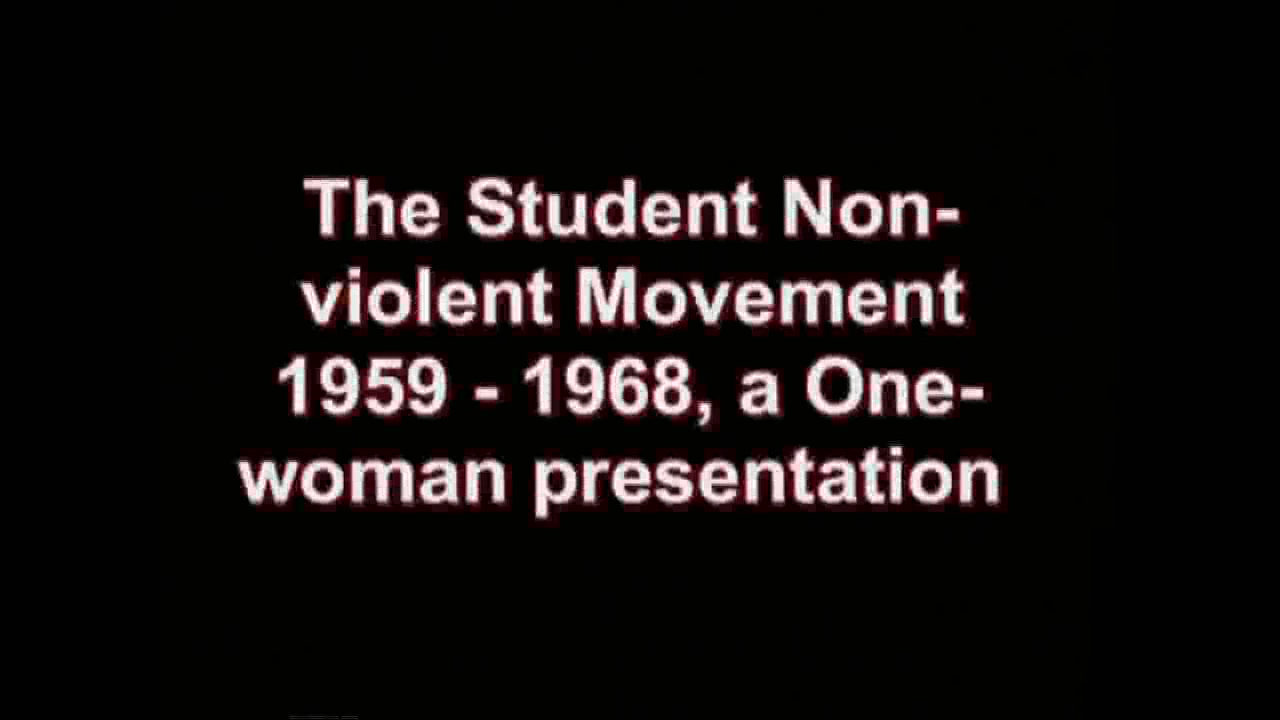 The Student Non-
violent Movement
1959 - 1968, a One-
woman presentation